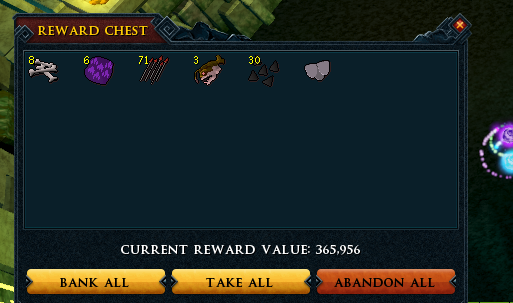 REWARD CHEST
8 6 71 3 30
CURRENT REWARD VALUE: 365,956
BANK ALL TAKE ALL ABANDON ALL